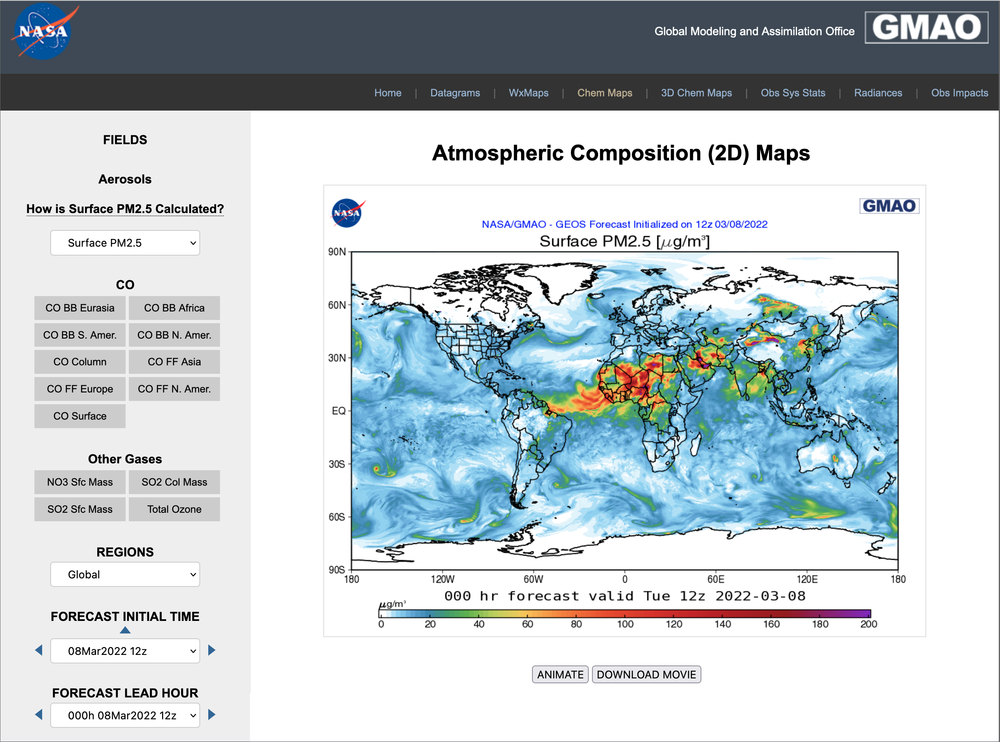 NASA
Global Modeling and Assimilation Office
GMAO
Home | Datagrams | WxMaps | Chem Maps | 3D Chem Maps | Obs Sys Stats | Radiances | Obs Impacts
FIELDS
Aerosols
How is Surface PM2.5 Calculated?
Surface PM2.5
CO
CO BB Eurasia
CO BB Africa
CO BB S. Amer.
CO BB N. Amer.
CO Column
CO FF Asia
CO FF Europe
CO FF N. Amer.
CO Surface
Other Gases
NO3 Sfc Mass
SO2 Col Mass
SO2 Sfc Mass
Total Ozone
REGIONS
Global
FORECAST INITIAL TIME
08Mar2022 12z
FORECAST LEAD HOUR
000h 08Mar2022 12z
Atmospheric Composition (2D) Maps
NASA
GMAO
NASA/GMAO - GEOS Forecast Initialized on 12z 03/08/2022
Surface PM2.5 [μg/m³]
90N
60N
30N
EQ
30S
60S
90S
180 120W 60W 0 60E 120E 180
000 hr forecast valid Tue 12z 2022-03-08
μg/m³
0 20 40 60 80 100 120 140 160 180 200
ANIMATE
DOWNLOAD MOVIE